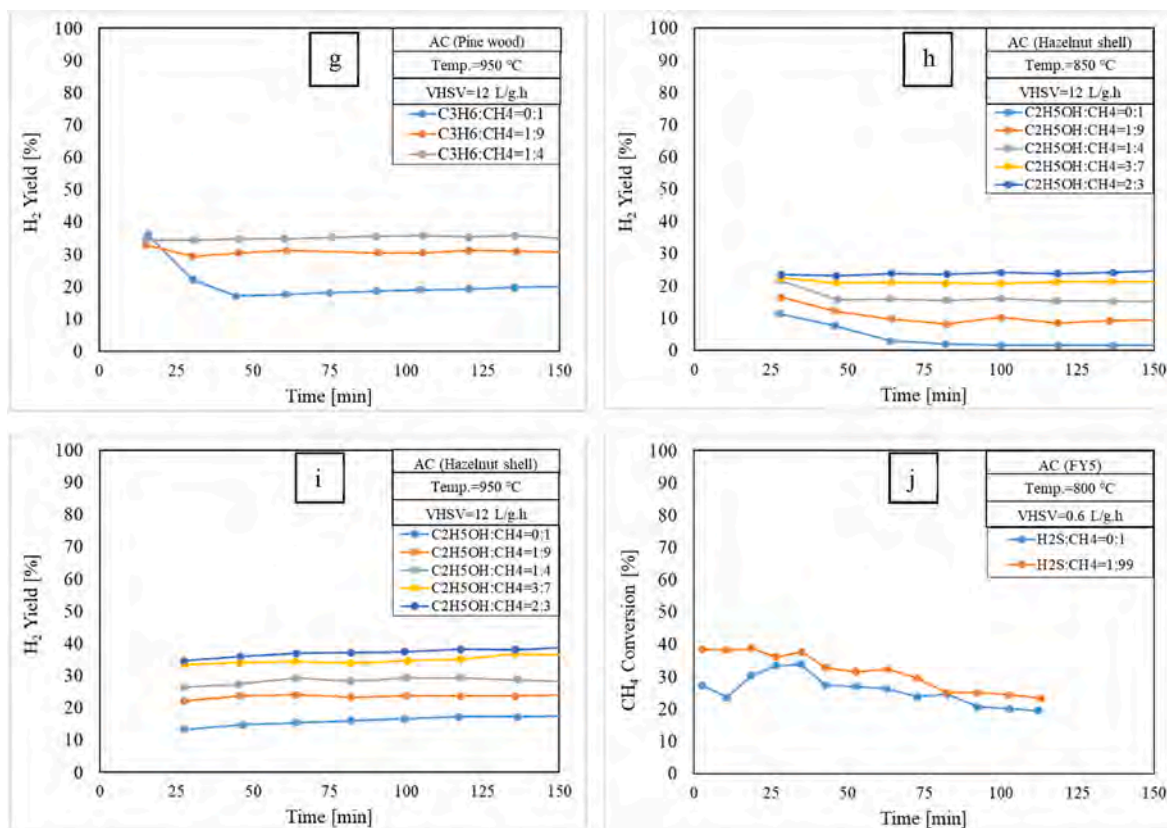 g
AC (Pine wood)
Temp.=950 °C
VHSV=12 L/g.h
C3H6:CH4=0:1
C3H6:CH4=1:9
C3H6:CH4=1:4
H2 Yield [%]
100
90
80
70
60
50
40
30
20
10
0
0 25 50 75 100 125 150
Time [min]
h
AC (Hazelnut shell)
Temp.=850°C
VHSV=12 L/g.h
C2H5OH:CH4=0:1
C2H5OH:CH4=1:9
C2H5OH:CH4=1:4
C2H5OH:CH4=3:7
C2H5OH:CH4=2:3
H2 Yield [%]
100
90
80
70
60
50
40
30
20
10
0
0 25 50 75 100 125 150
Time [min]
i
AC (Hazelnut shell)
Temp.=950 °C
VHSV=12 L/g.h
C2H5OH:CH4=0:1
C2H5OH:CH4=1:9
C2H5OH:CH4=1:4
C2H5OH:CH4=3:7
C2H5OH:CH4=2:3
H2 Yield [%]
100
90
80
70
60
50
40
30
20
10
0
0 25 50 75 100 125 150
Time [min]
j
AC (FY5)
Temp.=800 °C
VHSV=0.6 L/g.h
H2S:CH4=0:1
H2S:CH4=1:99
CH4 Conversion [%]
100
90
80
70
60
50
40
30
20
10
0
0 25 50 75 100 125 150
Time [min]